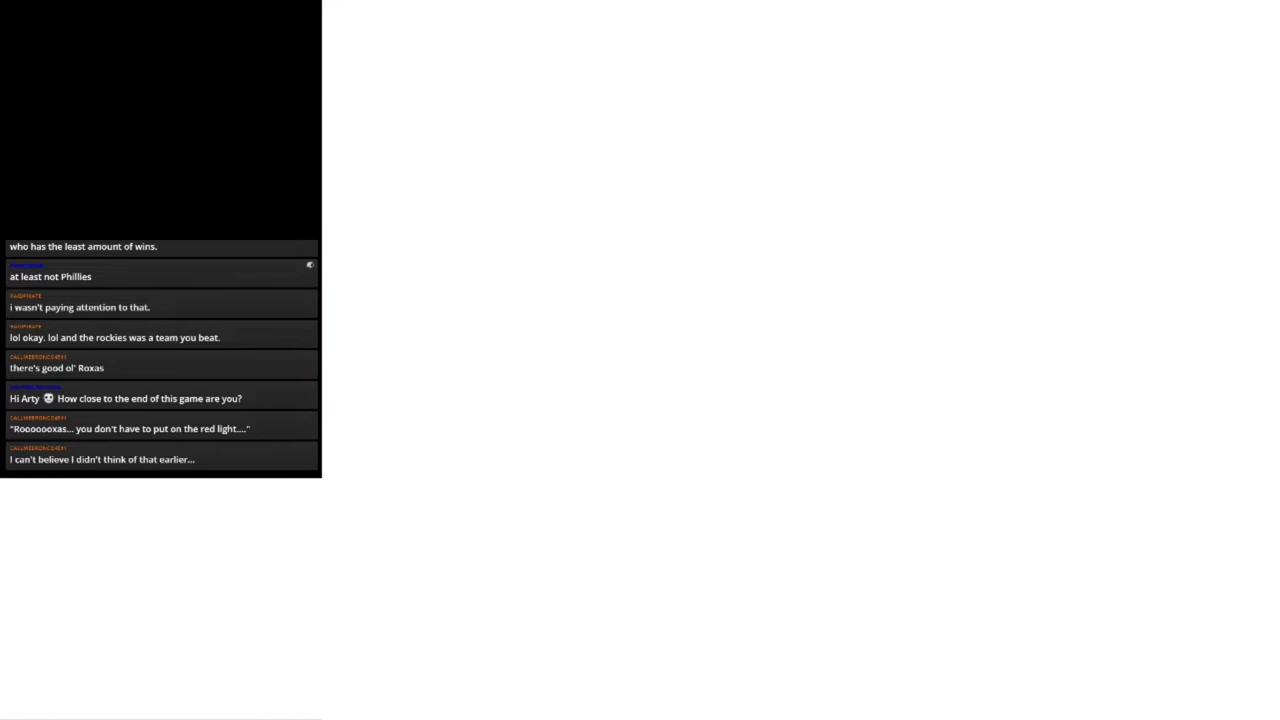 who has the least amount of wins.
at least not Phillies
i wasn't paying attention to that.
lol okay. lol and the rockies was a team you beat.
there's good ol' Roxas
Hi Arty How close to the end of this game are you?
CALLMEBRONCO4511
"Rooooooxas... you don't have to put on the red light...."
I can't believe I didn't think of that earlier...